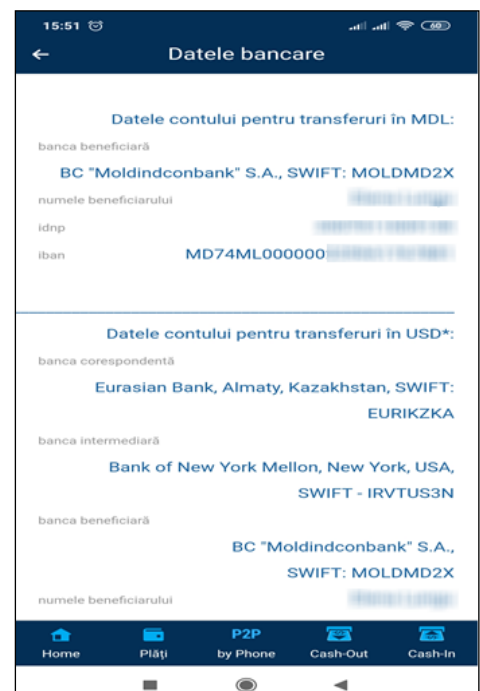 15:51
60
Datele bancare
Datele contului pentru transferuri în MDL:
banca beneficiară
BC "Moldindconbank" S.A., SWIFT: MOLDMD2X
numele beneficiarului
idnp
iban
MD74ML000000
Datele contului pentru transferuri în USD*:
banca corespondentă
Eurasian Bank, Almaty, Kazakhstan, SWIFT:
EURIKZKA
banca intermediară
Bank of New York Mellon, New York, USA,
SWIFT - IRVTUS3N
banca beneficiară
BC "Moldindconbank" S.A.,
SWIFT: MOLDMD2X
numele beneficiarului
P2P
Home Plăți by Phone Cash-Out Cash-In